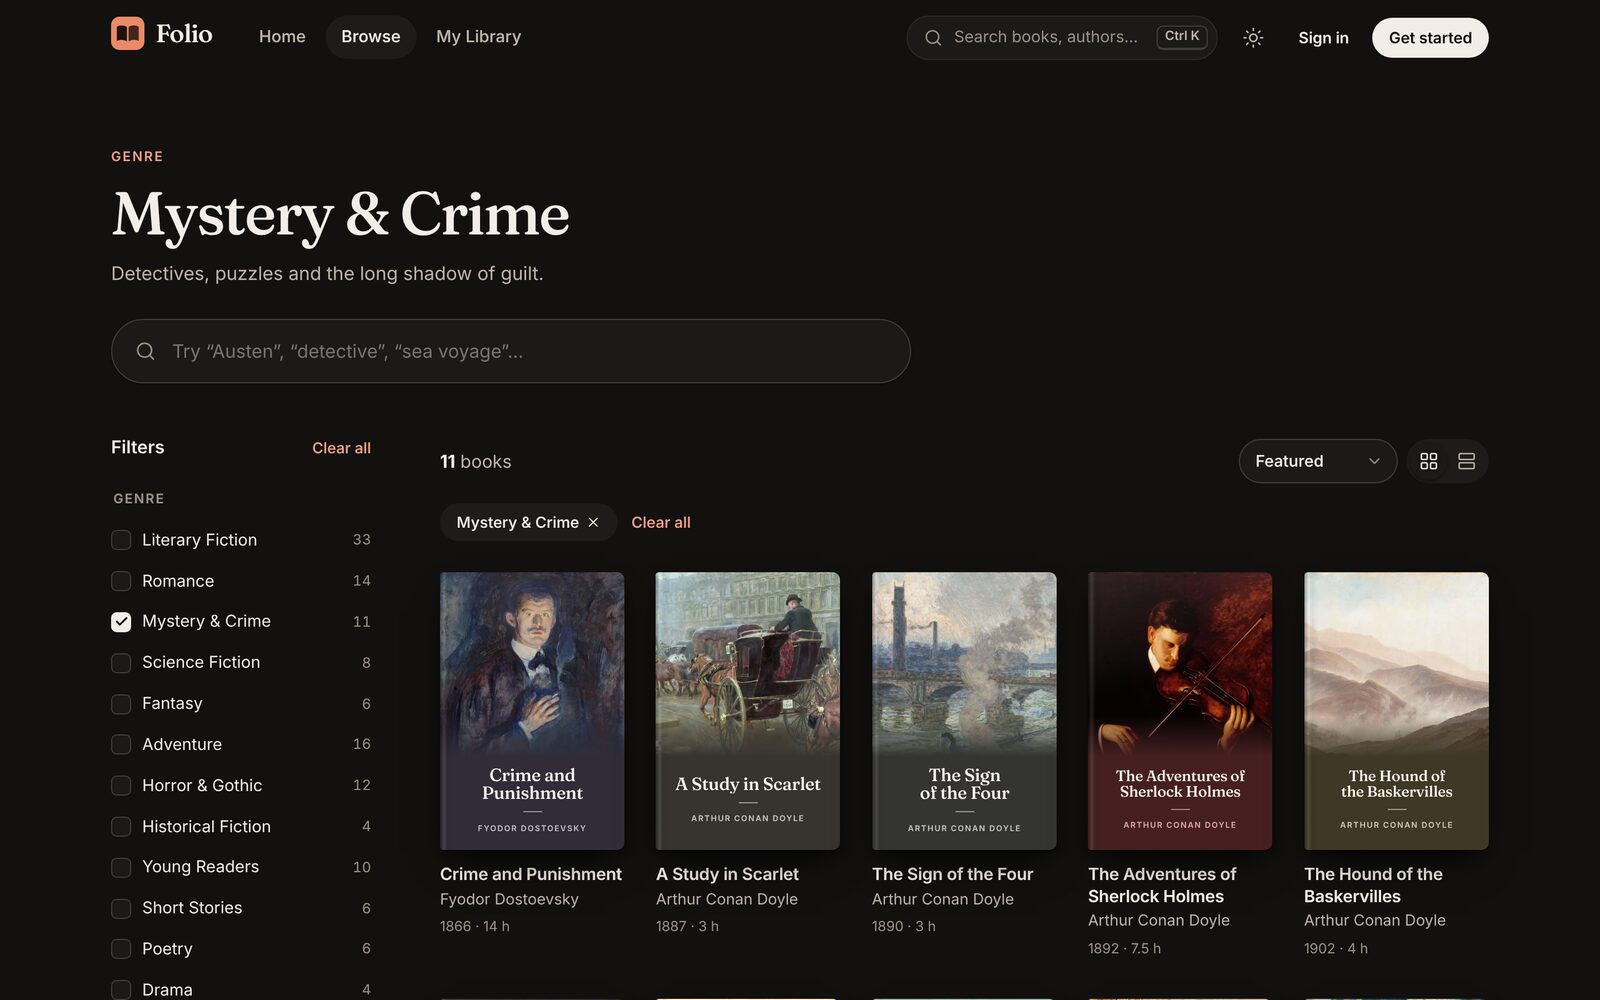 Folio
Home
Browse
My Library
Search books, authors...
Ctrl K
Sign in
Get started
GENRE
Mystery & Crime
Detectives, puzzles and the long shadow of guilt.
Try “Austen”, “detective”, “sea voyage”...
Filters
Clear all
GENRE
Literary Fiction 33
Romance 14
Mystery & Crime 11
Science Fiction 8
Fantasy 6
Adventure 16
Horror & Gothic 12
Historical Fiction 4
Young Readers 10
Short Stories 6
Poetry 6
Drama 4
11 books
Featured
Mystery & Crime
Clear all
Crime and
Punishment
FYODOR DOSTOEVSKY
Crime and Punishment
Fyodor Dostoevsky
1866 · 14 h
A Study in Scarlet
ARTHUR CONAN DOYLE
A Study in Scarlet
Arthur Conan Doyle
1887 · 3 h
The Sign
of the Four
ARTHUR CONAN DOYLE
The Sign of the Four
Arthur Conan Doyle
1890 · 3 h
The Adventures of
Sherlock Holmes
ARTHUR CONAN DOYLE
The Adventures of
Sherlock Holmes
Arthur Conan Doyle
1892 · 7.5 h
The Hound of
the Baskervilles
ARTHUR CONAN DOYLE
The Hound of the
Baskervilles
Arthur Conan Doyle
1902 · 4 h